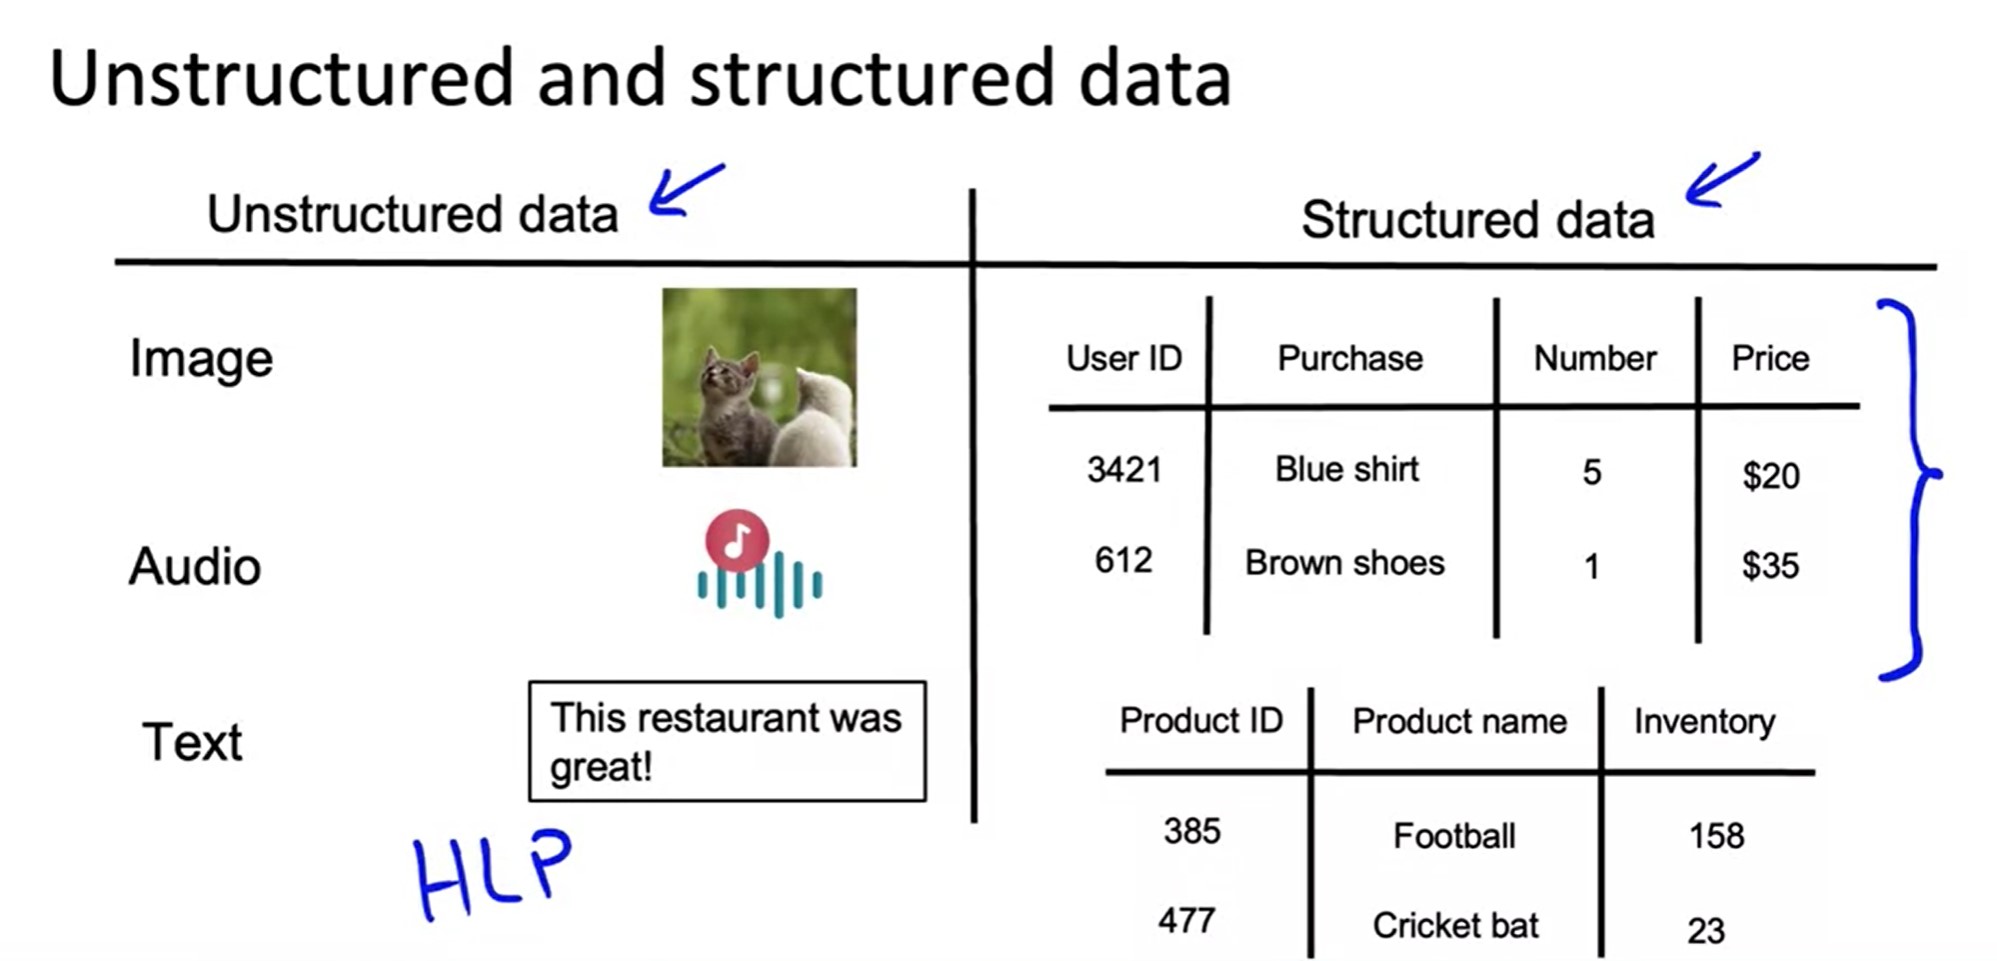 Unstructured and structured data
Unstructured data
Image
Audio
Text
This restaurant was
great!
HLP
Structured data
User ID Purchase Number Price
3421 Blue shirt 5 $20
612 Brown shoes 1 $35
Product ID Product name Inventory
385 Football 158
477 Cricket bat 23